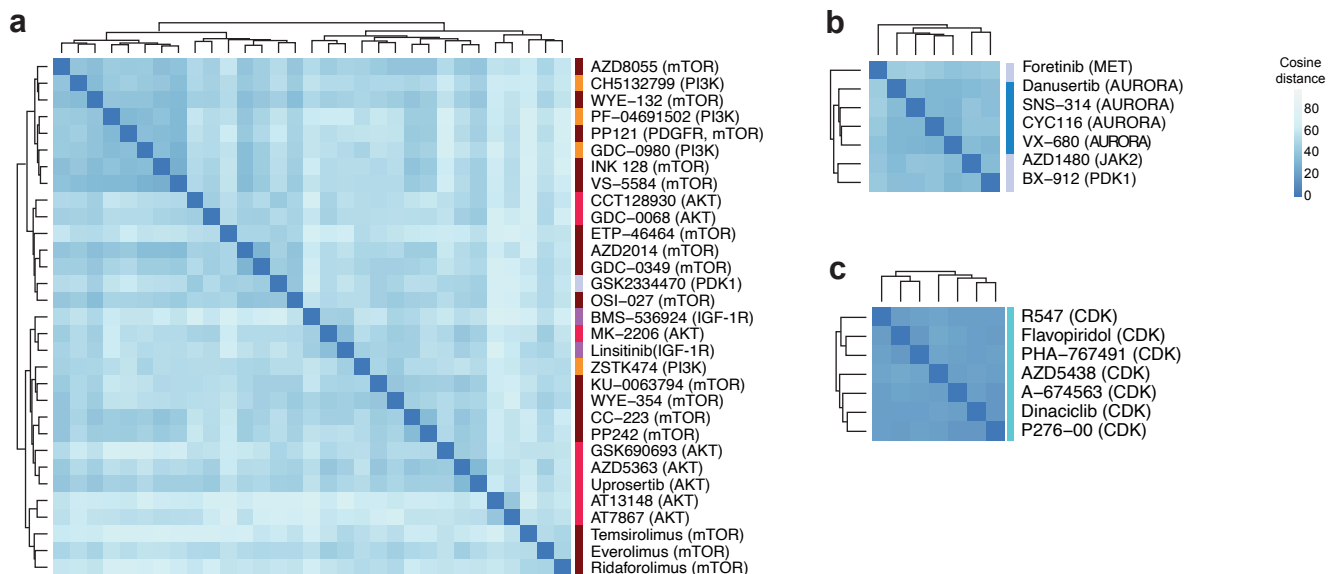 a
AZD8055 (mTOR)
CH5132799 (PI3K)
WYE-132 (mTOR)
PF-04691502 (PI3K)
PP121 (PDGFR, mTOR)
GDC-0980 (PI3K)
INK 128 (mTOR)
VS-5584 (mTOR)
CCT128930 (AKT)
GDC-0068 (AKT)
ETP-46464 (mTOR)
AZD2014 (mTOR)
GDC-0349 (mTOR)
GSK2334470 (PDK1)
OSI-027 (mTOR)
BMS-536924 (IGF-1R)
MK-2206 (AKT)
Linsitinib(IGF-1R)
ZSTK474 (PI3K)
KU-0063794 (mTOR)
WYE-354 (mTOR)
CC-223 (mTOR)
PP242 (mTOR)
GSK690693 (AKT)
AZD5363 (AKT)
Uprosertib (AKT)
AT13148 (AKT)
AT7867 (AKT)
Temsirolimus (mTOR)
Everolimus (mTOR)
Ridaforolimus (mTOR)
b
Foretinib (MET)
Danusertib (AURORA)
SNS-314 (AURORA)
CYC116 (AURORA)
VX-680 (AURORA)
AZD1480 (JAK2)
BX-912 (PDK1)
Cosine
distance
80
60
40
20
0
c
R547 (CDK)
Flavopiridol (CDK)
PHA-767491 (CDK)
AZD5438 (CDK)
A-674563 (CDK)
Dinaciclib (CDK)
P276-00 (CDK)